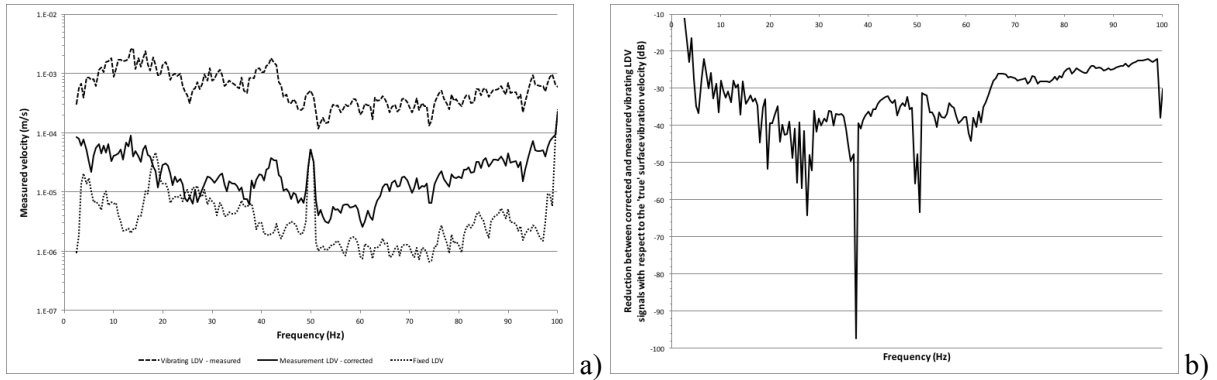 1.E-02
1.E-03
1.E-04
1.E-05
1.E-06
1.E-07
Measured velocity (m/s)
0 10 20 30 40 50 60 70 80 90 100
Frequency (Hz)
Vibrating LDV - measured Measurement LDV - corrected Fixed LDV
a)
Reduction between corrected and measured vibrating LDV
signals with respect to the 'true' surface vibration velocity (dB)
0 10 20 30 40 50 60 70 80 90 100
-10
-20
-30
-40
-50
-60
-70
-80
-90
-100
Frequency (Hz)
b)